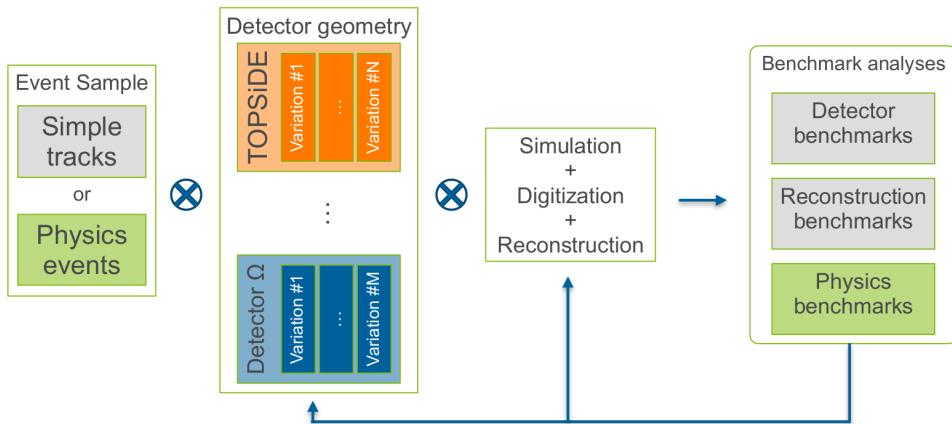 Event Sample
Simple
tracks
or
Physics
events
Detector geometry
TOPSiDE
Variation #1
...
Variation #N
⋮
Detector Ω
Variation #1
...
Variation #M
Simulation
+
Digitization
+
Reconstruction
Benchmark analyses
Detector
benchmarks
Reconstruction
benchmarks
Physics
benchmarks